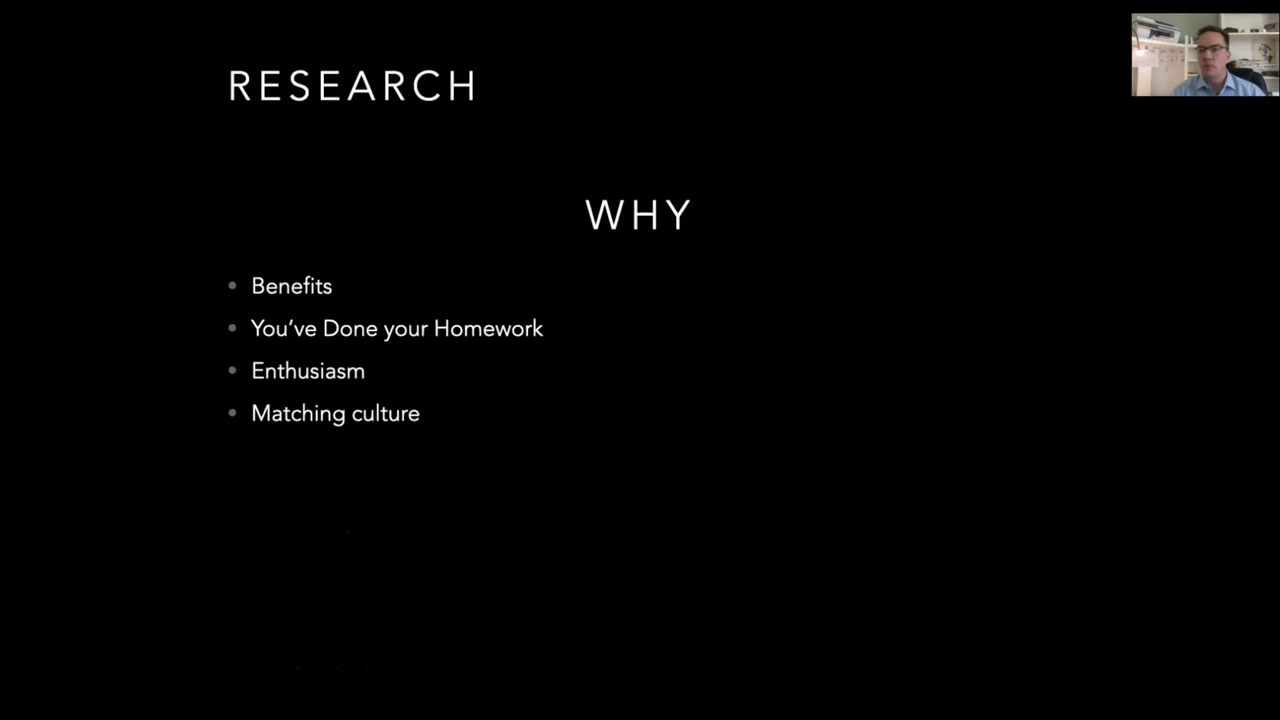 RESEARCH
WHY
• Benefits
• You’ve Done your Homework
• Enthusiasm
• Matching culture